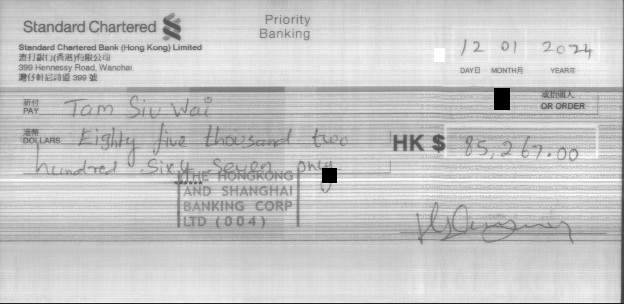 Standard Chartered
Priority
Banking
Standard Chartered Bank (Hong Kong) Limited
渣打銀行(香港)有限公司
399 Hennessy Road, Wanchai
灣仔軒尼詩道 399 號
12 01 2024
DAY日 MONTH月 YEAR年
祈付
PAY
Tam Siu Wai
或持票人
OR ORDER
港幣
DOLLARS
Eighty five thousand two
hundred Sixty Seven only
HK $ 85,267.00
THE HONGKONG
AND SHANGHAI
BANKING CORP
LTD (004)